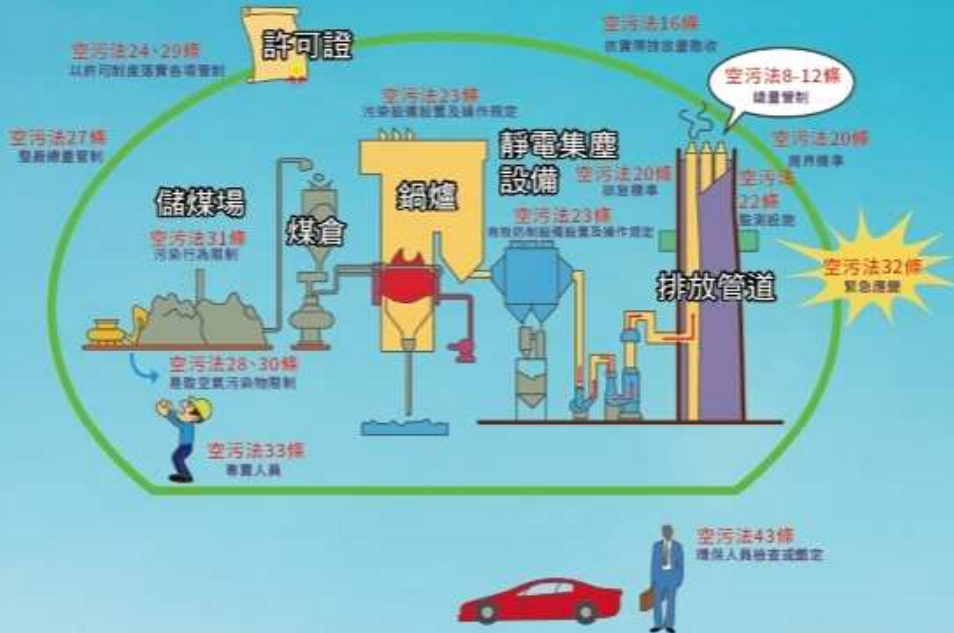 許可證
空污法24、29條
以許可制度落實各項管制
空污法16條
依實際排放量徵收
空污法8-12條
總量管制
空污法27條
整廠總量管制
空污法23條
污染設備設置及操作規定
靜電集塵
設備
空污法20條
排放標準
空污法20條
周界標準
儲煤場
空污法31條
污染行為限制
煤倉
鍋爐
空污法23條
有效防制設備設置及操作規定
空污法
22條
監測設施
排放管道
空污法32條
緊急應變
空污法28、30條
易致空氣污染物限制
空污法33條
專責人員
空污法43條
環保人員檢查或鑑定